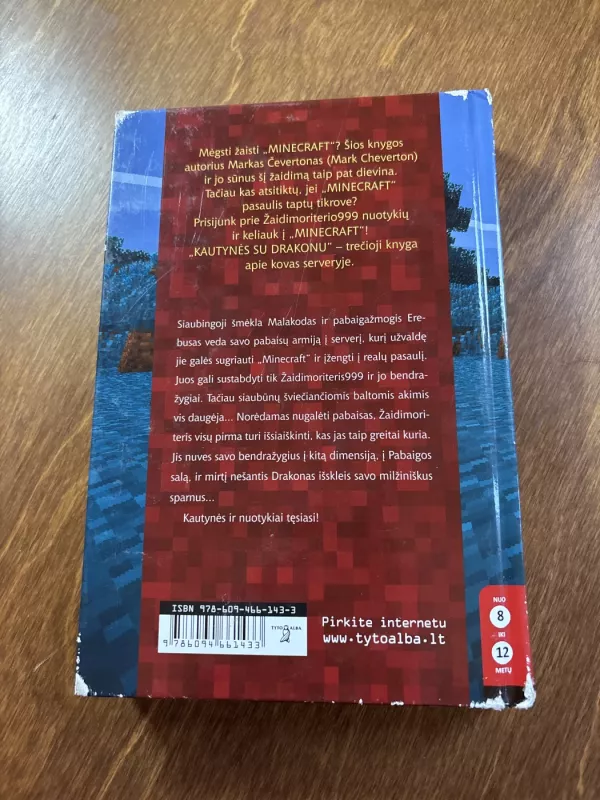 Mėgsti žaisti „MINECRAFT“? Šios knygos
autorius Markas Čevertonas (Mark Cheverton)
ir jo sūnus šį žaidimą taip pat dievina.
Tačiau kas atsitiktų, jei „MINECRAFT“
pasaulis taptų tikrove?
Prisijunk prie Žaidimoriterio999 nuotykių
ir keliauk į „MINECRAFT“!
„KAUTYNĖS SU DRAKONU“ – trečioji knyga
apie kovas serveryje.
Siaubingoji šmėkla Malakodas ir pabaigažmogis Ere-
busas veda savo pabaisų armiją į serverį, kurį užvaldę
jie galės sugriauti „Minecraft“ ir įžengti į realų pasaulį.
Juos gali sustabdyti tik Žaidimoriteris999 ir jo bendra-
žygiai. Tačiau siaubūnų šviečiančiomis baltomis akimis
vis daugėja... Norėdamas nugalėti pabaisas, Žaidimori-
teris visų pirma turi išsiaiškinti, kas jas taip greitai kuria.
Jis nuves savo bendražygius į kitą dimensiją, į Pabaigos
salą, ir mirtį nešantis Drakonas išskleis savo milžiniškus
sparnus...
Kautynės ir nuotykiai tęsiasi!
ISBN 978-609-466-143-3
TYTO ALBA
9 786094 661433
Pirkite internetu
www.tytoalba.lt
NUO
8
IKI
12
METŲ